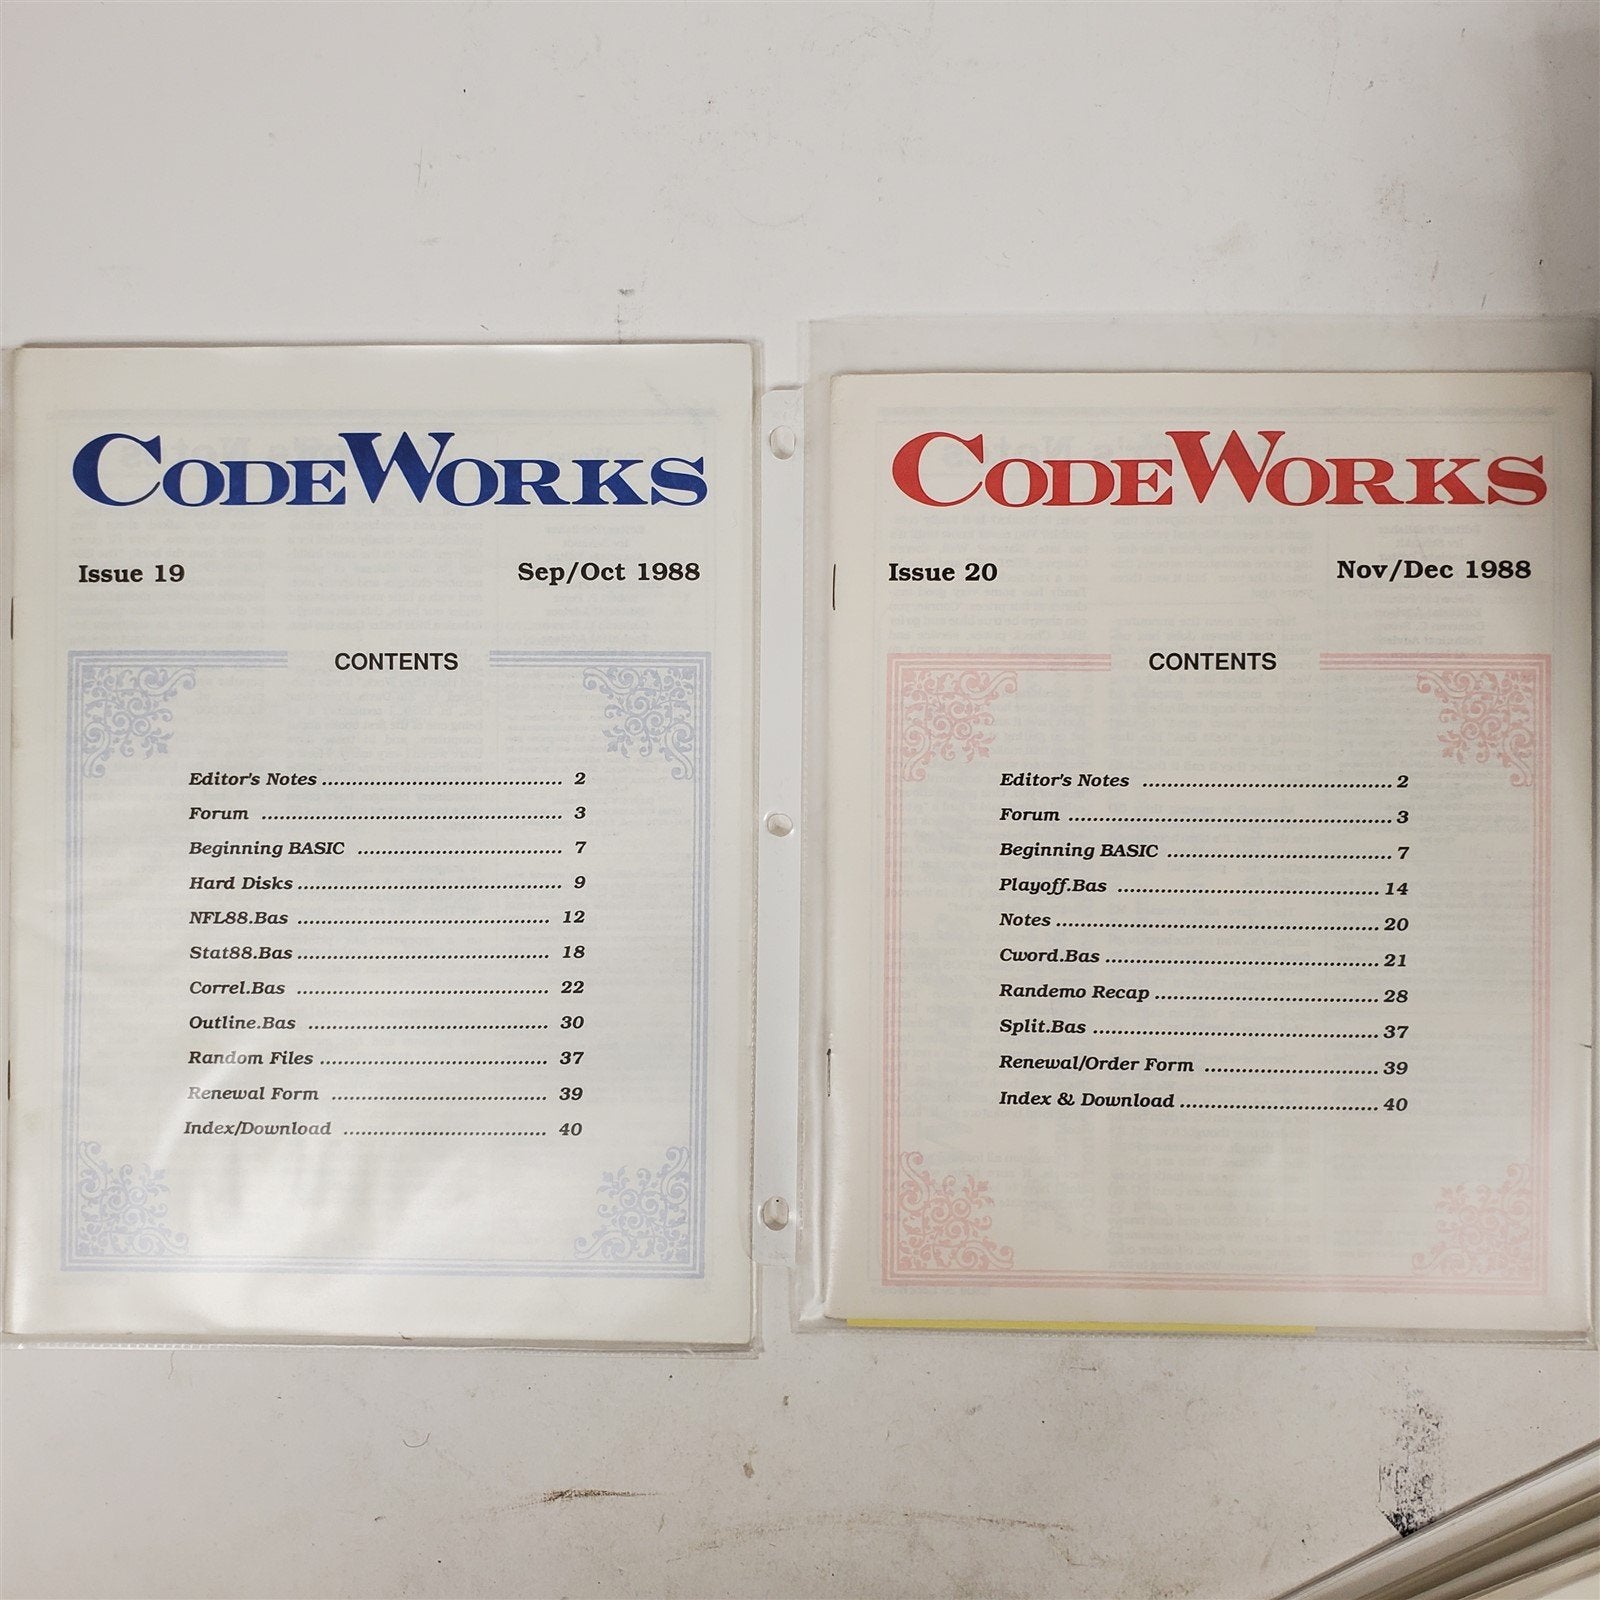 CODEWORKS
Issue 19 Sep/Oct 1988
CONTENTS
Editor's Notes ........................................ 2
Forum .................................................. 3
Beginning BASIC .................................. 7
Hard Disks ............................................ 9
NFL88.Bas .......................................... 12
Stat88.Bas .......................................... 18
Correl.Bas .......................................... 22
Outline.Bas ........................................ 30
Random Files ...................................... 37
Renewal Form .................................... 39
Index/Download .................................. 40
CODEWORKS
Issue 20 Nov/Dec 1988
CONTENTS
Editor's Notes ......................................... 2
Forum ..................................................... 3
Beginning BASIC ..................................... 7
Playoff.Bas ........................................... 14
Notes ..................................................... 20
Cword.Bas ............................................. 21
Randemo Recap ..................................... 28
Split.Bas ............................................... 37
Renewal/Order Form ............................. 39
Index & Download ................................. 40